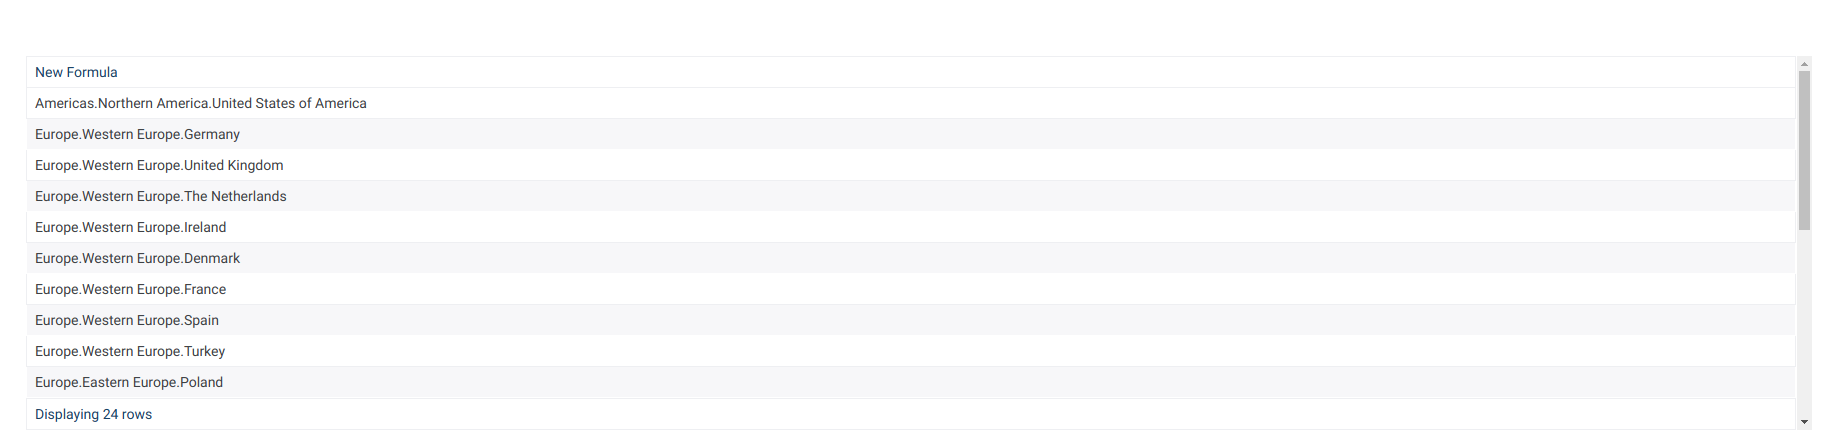 New Formula
Americas.Northern America.United States of America
Europe.Western Europe.Germany
Europe.Western Europe.United Kingdom
Europe.Western Europe.The Netherlands
Europe.Western Europe.Ireland
Europe.Western Europe.Denmark
Europe.Western Europe.France
Europe.Western Europe.Spain
Europe.Western Europe.Turkey
Europe.Eastern Europe.Poland
Displaying 24 rows